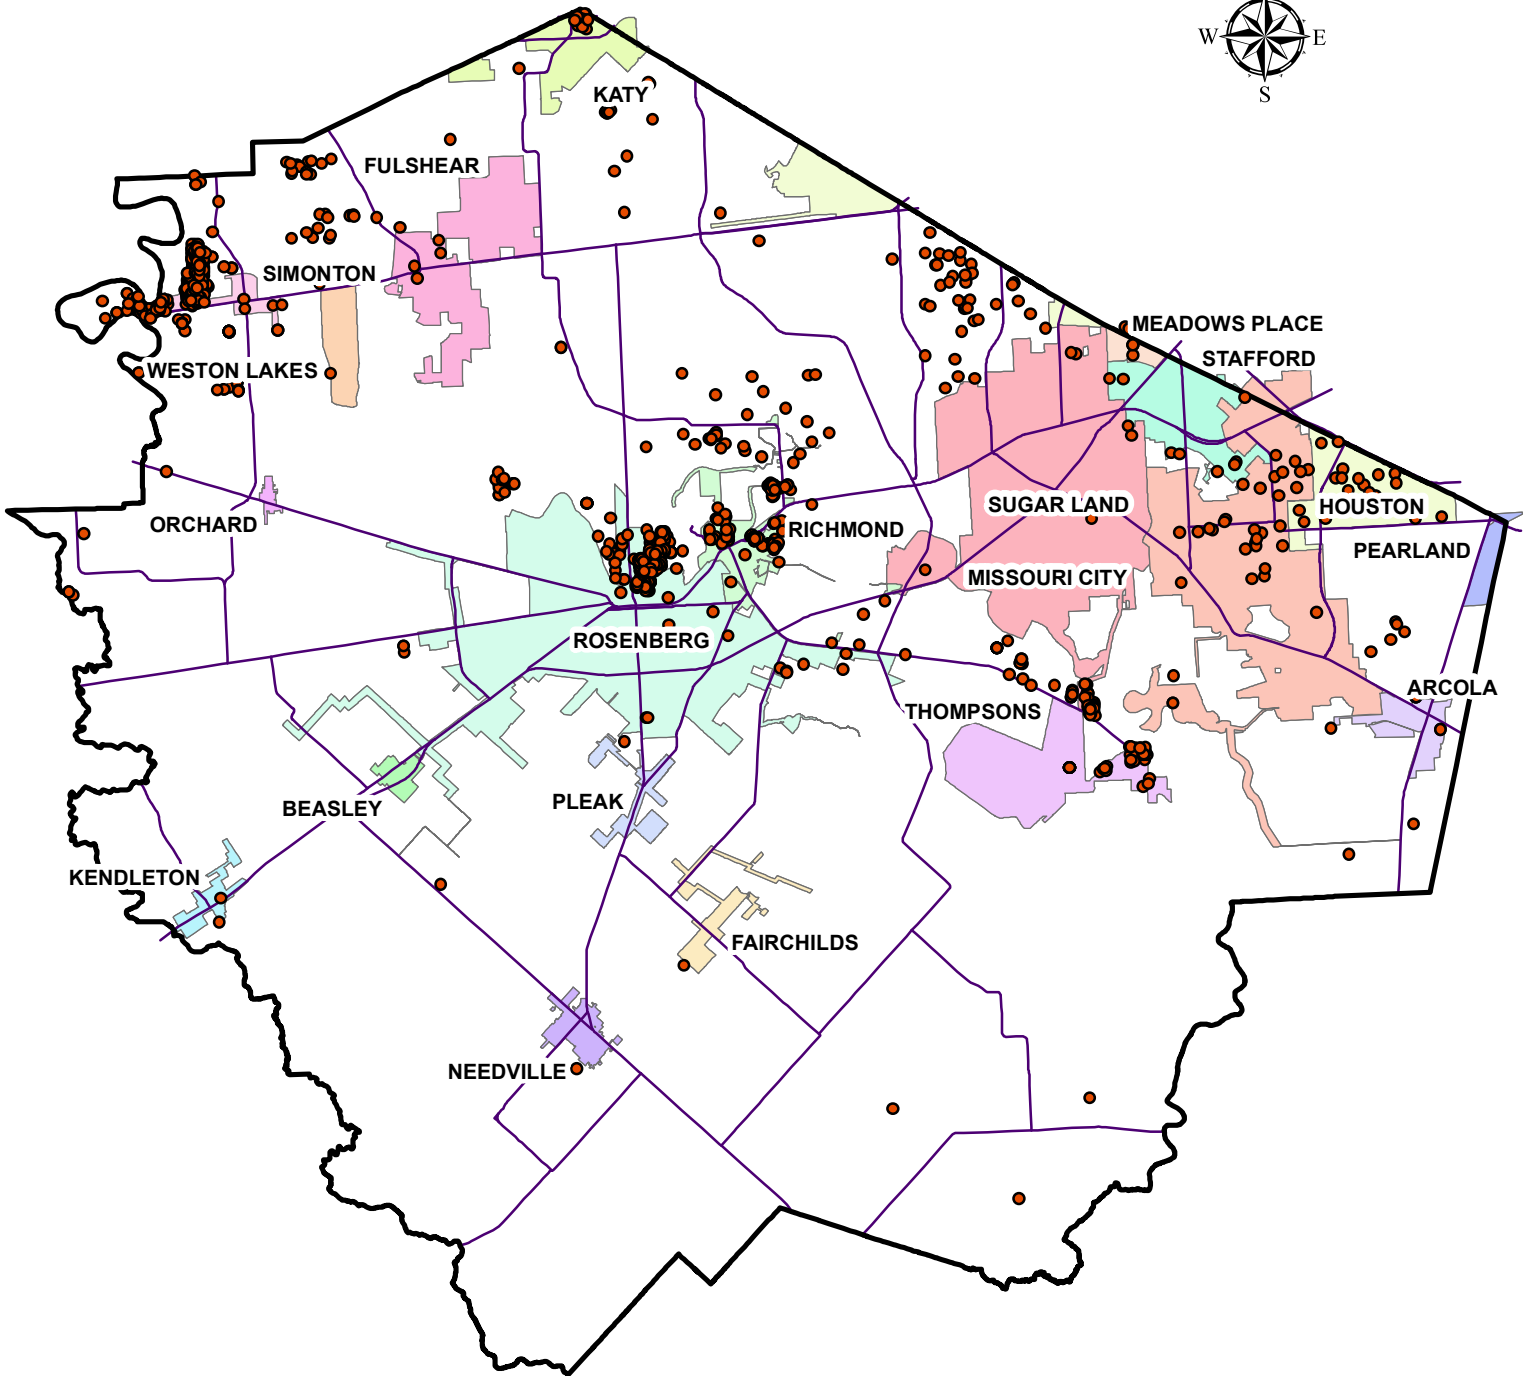 W E
S
KATY
FULSHEAR
SIMONTON
MEADOWS PLACE
STAFFORD
WESTON LAKES
ORCHARD
SUGAR LAND
HOUSTON
RICHMOND
PEARLAND
MISSOURI CITY
ROSENBERG
ARCOLA
THOMPSONS
BEASLEY
PLEAK
KENDLETON
FAIRCHILDS
NEEDVILLE